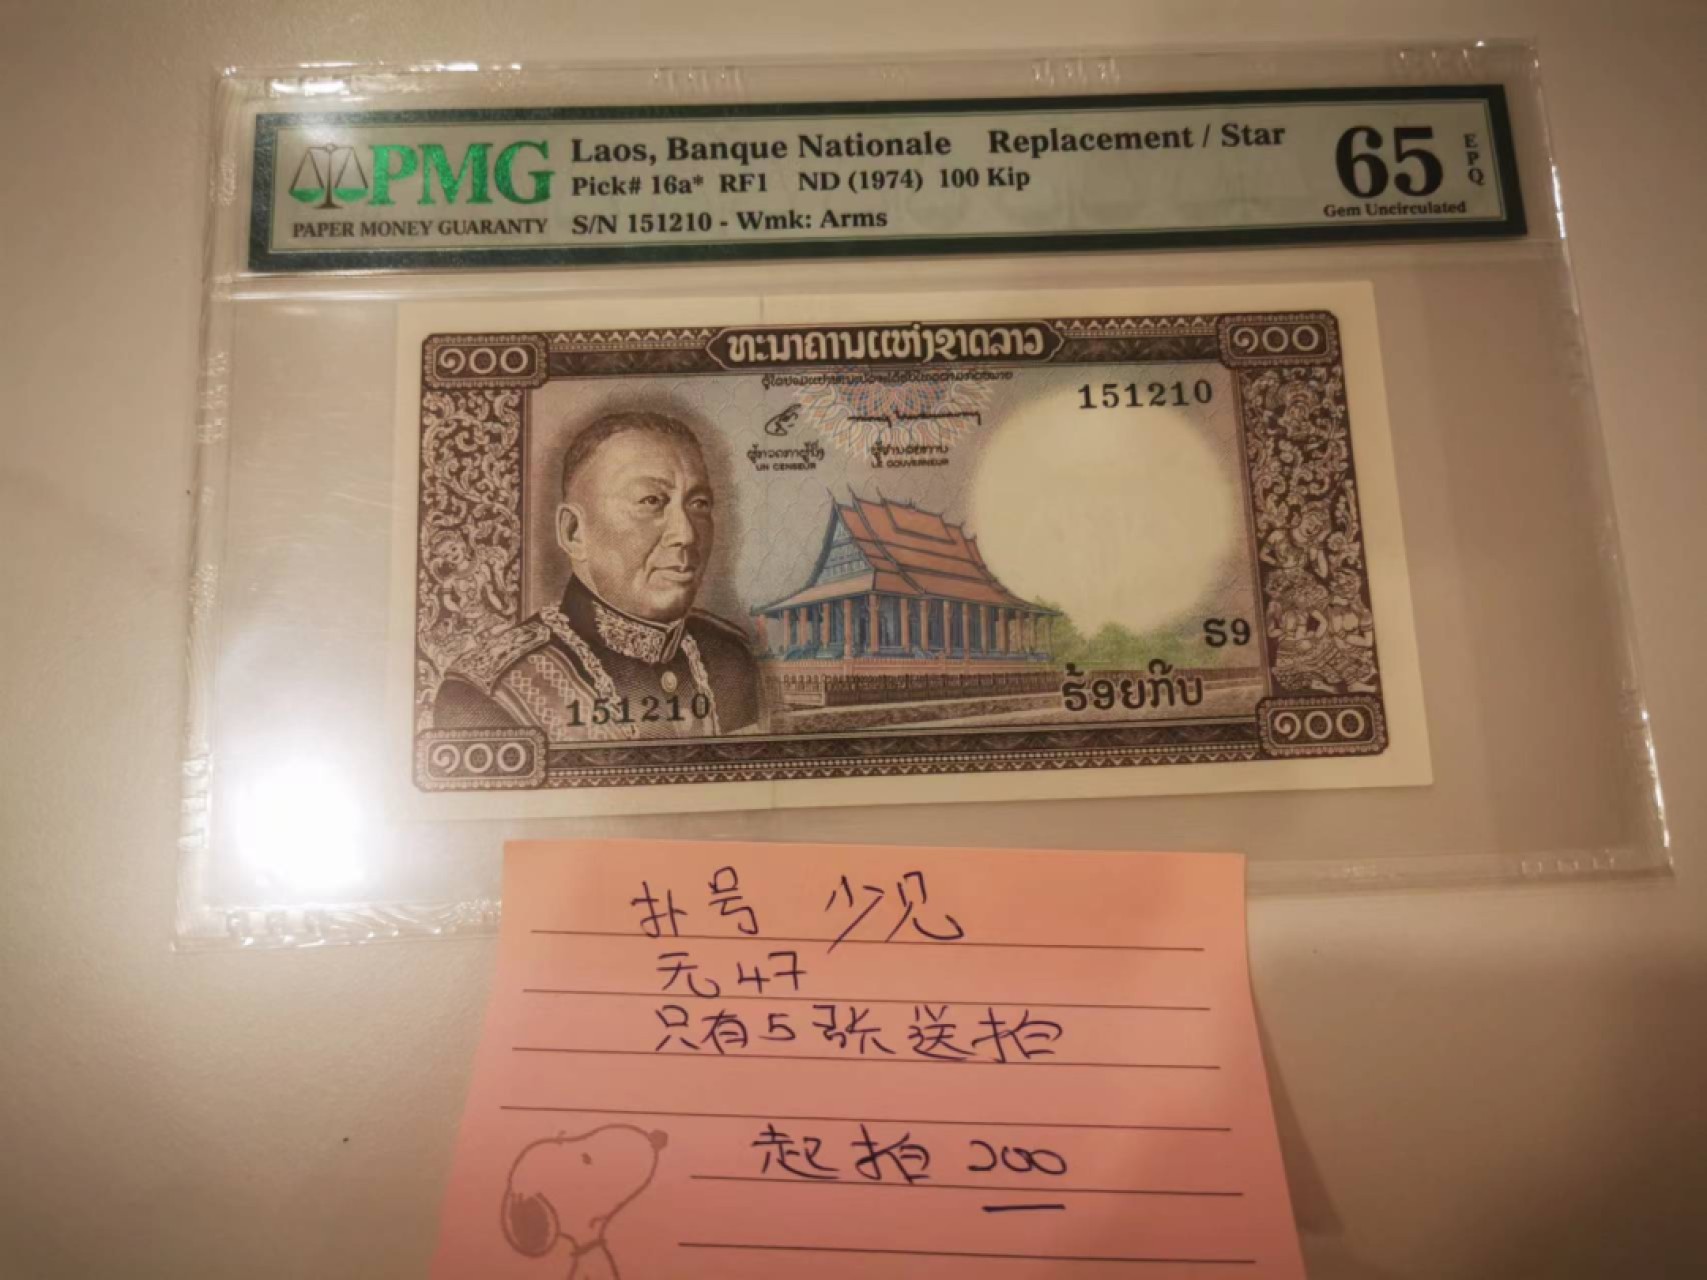 PMG
PAPER MONEY GUARANTY
Laos, Banque Nationale Replacement / Star
Pick# 16a* RF1 ND (1974) 100 Kip
S/N 151210 - Wmk: Arms
65 EPQ
Gem Uncirculated
໑໐໐ ທະນາຄານແຫ່ງຊາດລາວ ໑໐໐
151210
UN CENSEUR LE GOUVERNEUR
ຮ9
ຮ້ອຍກີບ
151210
໑໐໐ ໑໐໐
补号 少见
无47
只有5张送拍
起拍 200